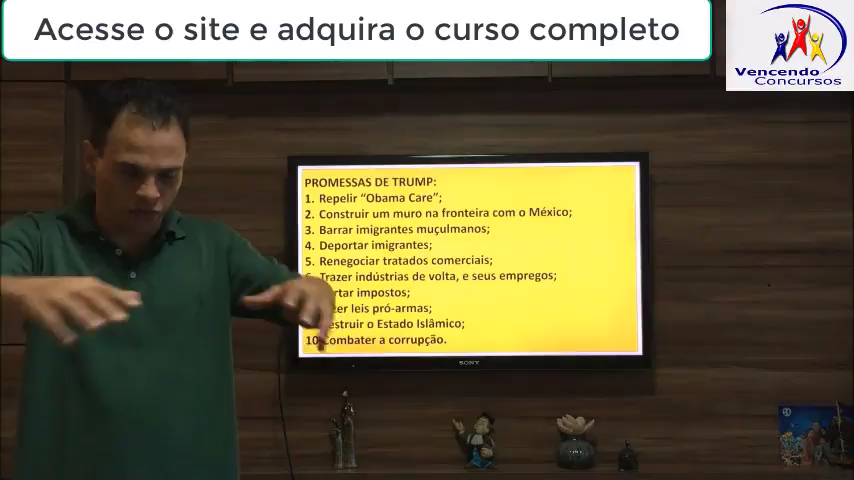 Acesse o site e adquira o curso completo
Vencendo
Concursos
PROMESSAS DE TRUMP:
1. Repelir “Obama Care”;
2. Construir um muro na fronteira com o México;
3. Barrar imigrantes muçulmanos;
4. Deportar imigrantes;
5. Renegociar tratados comerciais;
Trazer indústrias de volta, e seus empregos;
impostos;
leis pró-armas;
o Estado Islâmico;
10 Combater a corrupção.
SONY